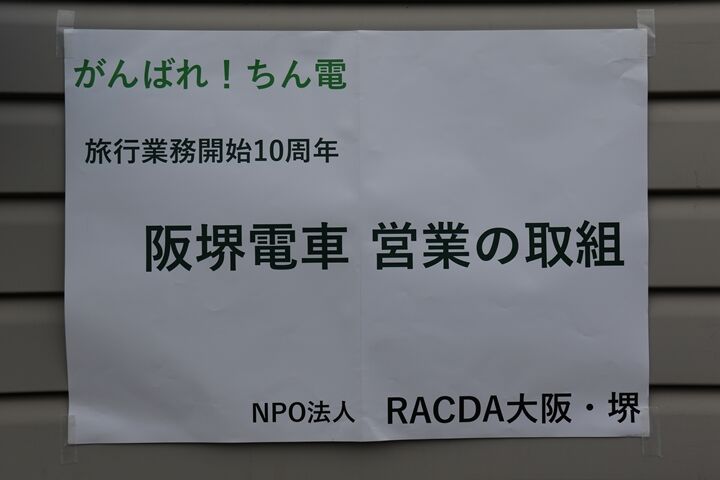 がんばれ！ちん電
旅行業務開始10周年
阪堺電車 営業の取組
NPO法人 RACDA大阪・堺